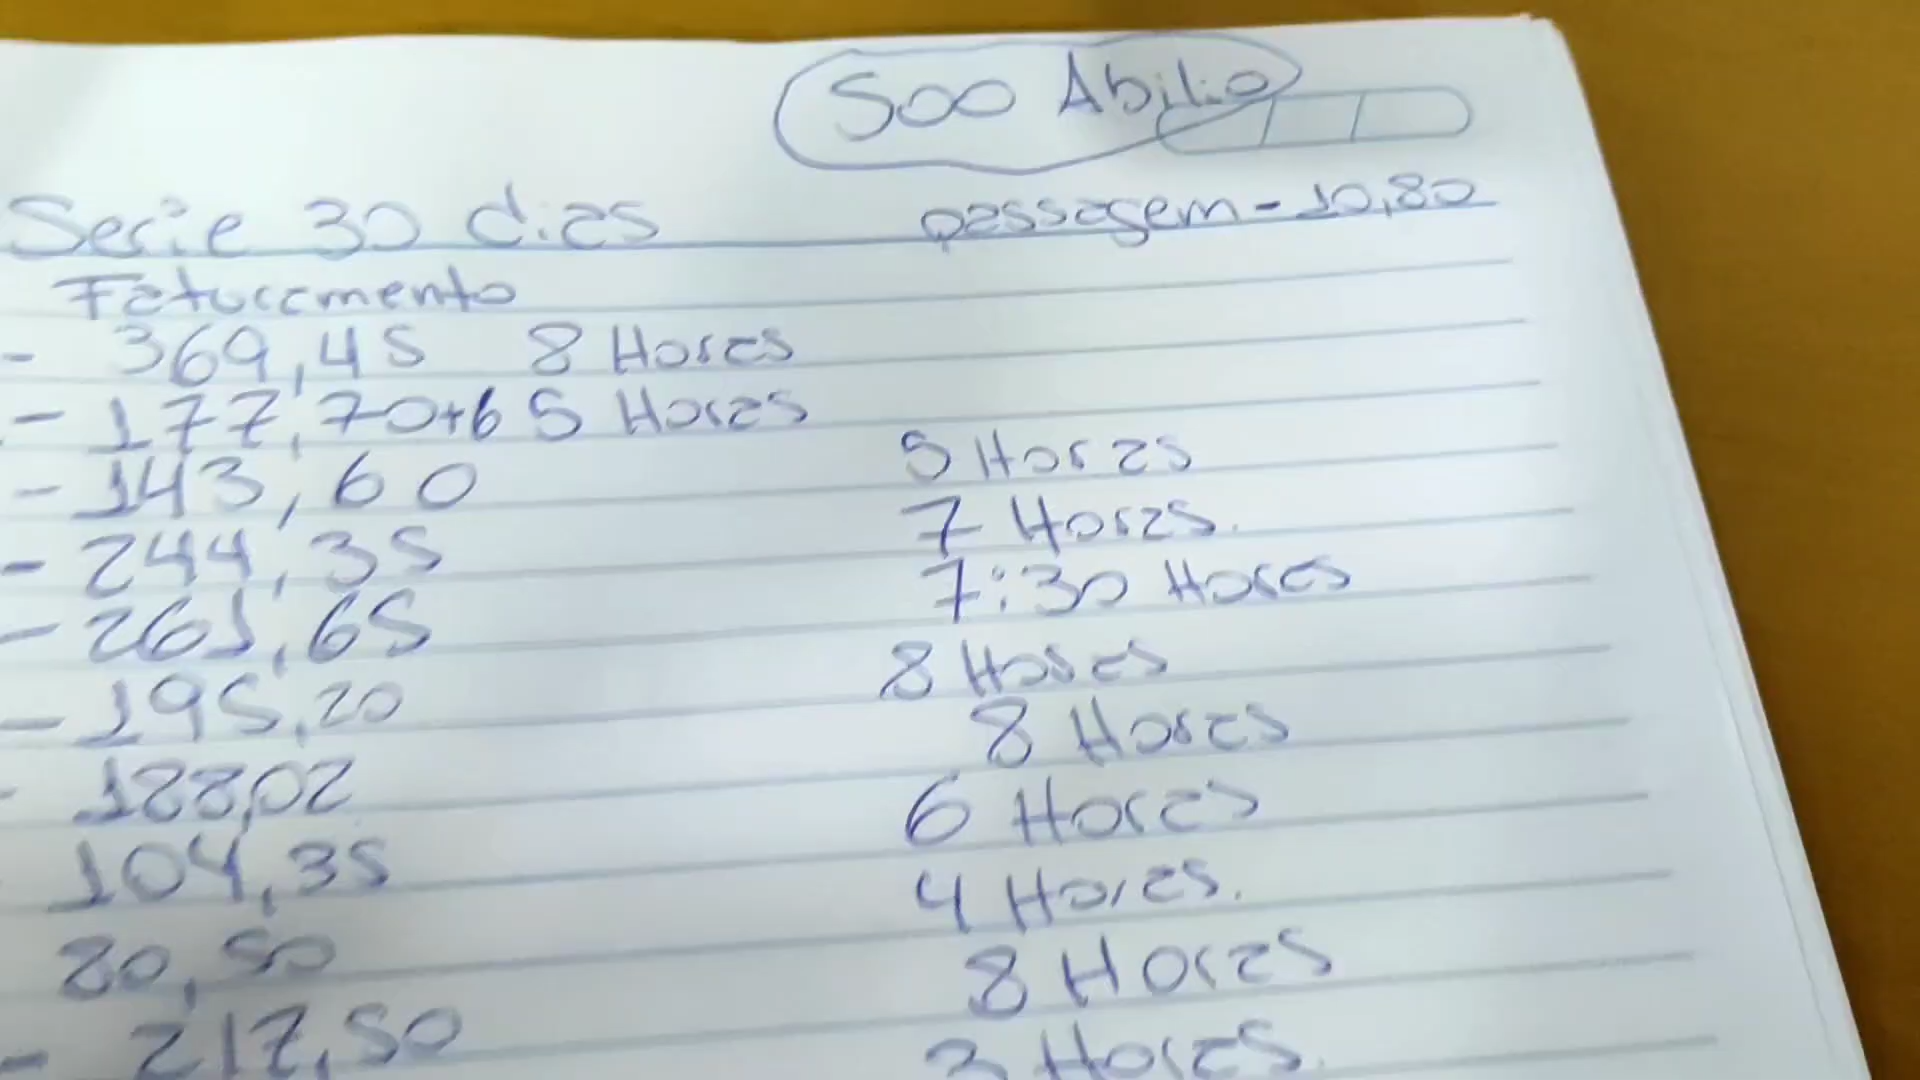 500 Abilio
Serie 30 dias
passagem - 10,80
Faturamento
- 369,45 8 Horas
- 177,70+6 5 Horas
- 143,60 5 Horas
- 244,35 7 Horas.
- 261,65 7:30 Horas
- 195,20 8 Horas
- 188,02 8 Horas
104,35 6 Horas
80,50 4 Horas.
- 217,50 8 Horas
3 Horas.